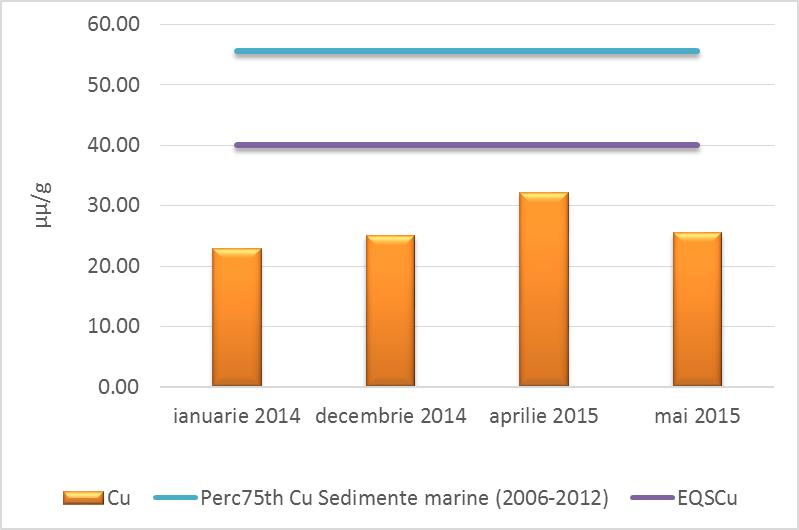 60.00
50.00
40.00
30.00
20.00
10.00
0.00
µµ/g
ianuarie 2014 decembrie 2014 aprilie 2015 mai 2015
Cu Perc75th Cu Sedimente marine (2006-2012) EQSCu